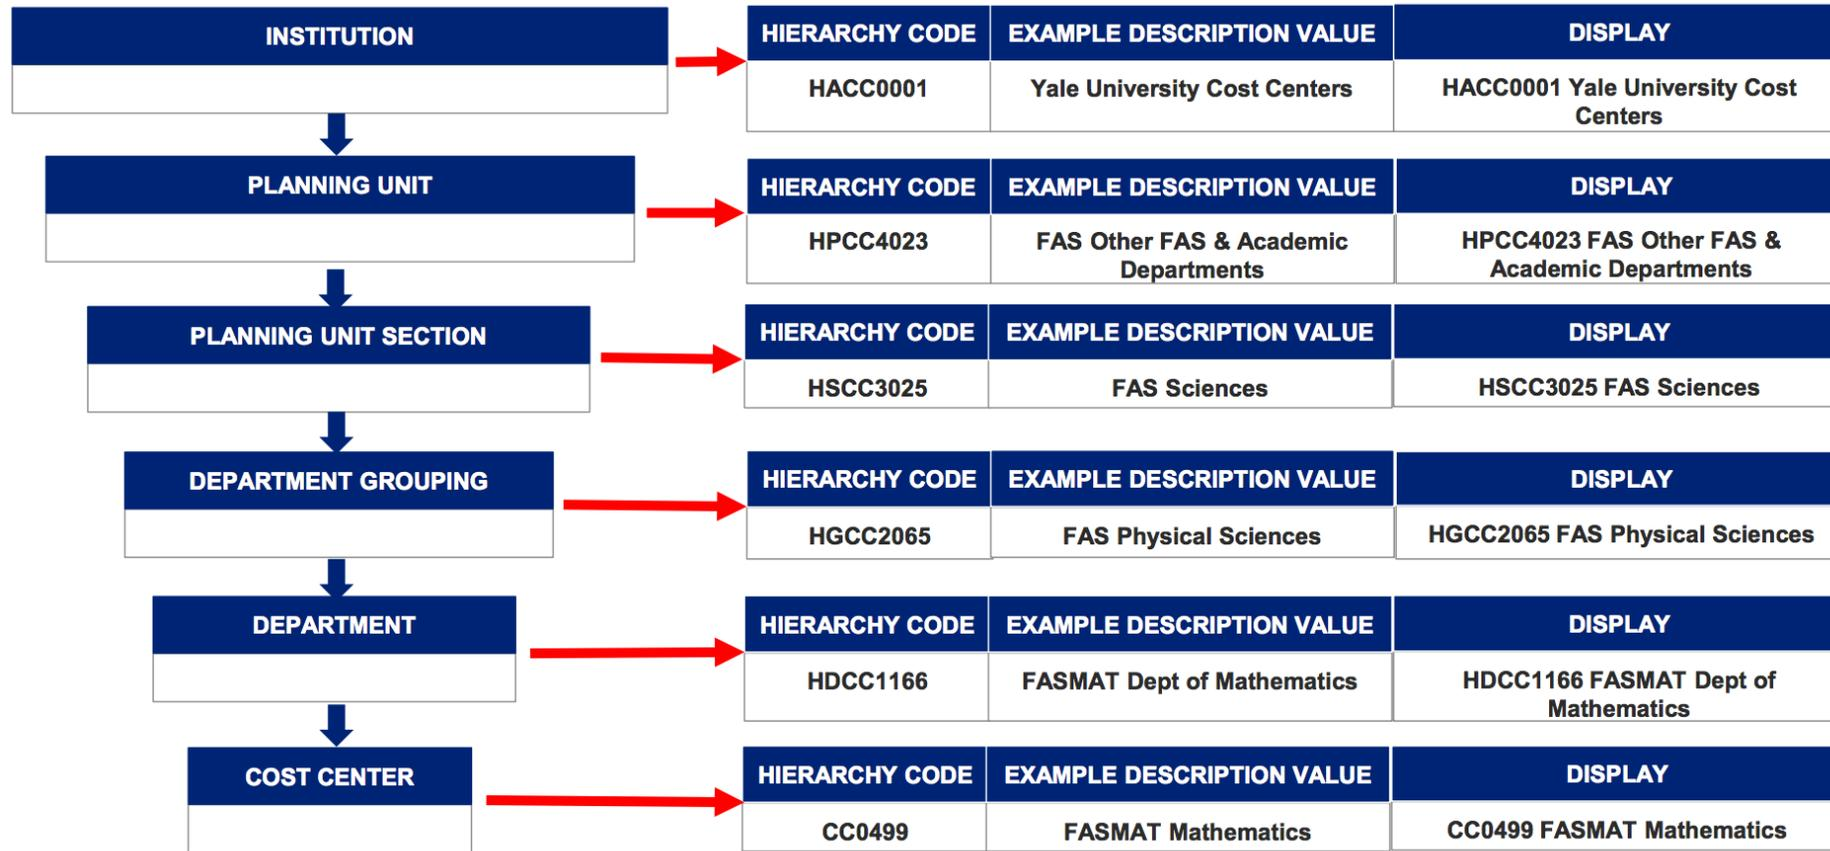 INSTITUTION
HIERARCHY CODE EXAMPLE DESCRIPTION VALUE DISPLAY
HACC0001 Yale University Cost Centers HACC0001 Yale University Cost
Centers
PLANNING UNIT
HIERARCHY CODE EXAMPLE DESCRIPTION VALUE DISPLAY
HPCC4023 FAS Other FAS & Academic HPCC4023 FAS Other FAS &
Departments Academic Departments
PLANNING UNIT SECTION
HIERARCHY CODE EXAMPLE DESCRIPTION VALUE DISPLAY
HSCC3025 FAS Sciences HSCC3025 FAS Sciences
DEPARTMENT GROUPING
HIERARCHY CODE EXAMPLE DESCRIPTION VALUE DISPLAY
HGCC2065 FAS Physical Sciences HGCC2065 FAS Physical Sciences
DEPARTMENT
HIERARCHY CODE EXAMPLE DESCRIPTION VALUE DISPLAY
HDCC1166 FASMAT Dept of Mathematics HDCC1166 FASMAT Dept of
Mathematics
COST CENTER
HIERARCHY CODE EXAMPLE DESCRIPTION VALUE DISPLAY
CC0499 FASMAT Mathematics CC0499 FASMAT Mathematics